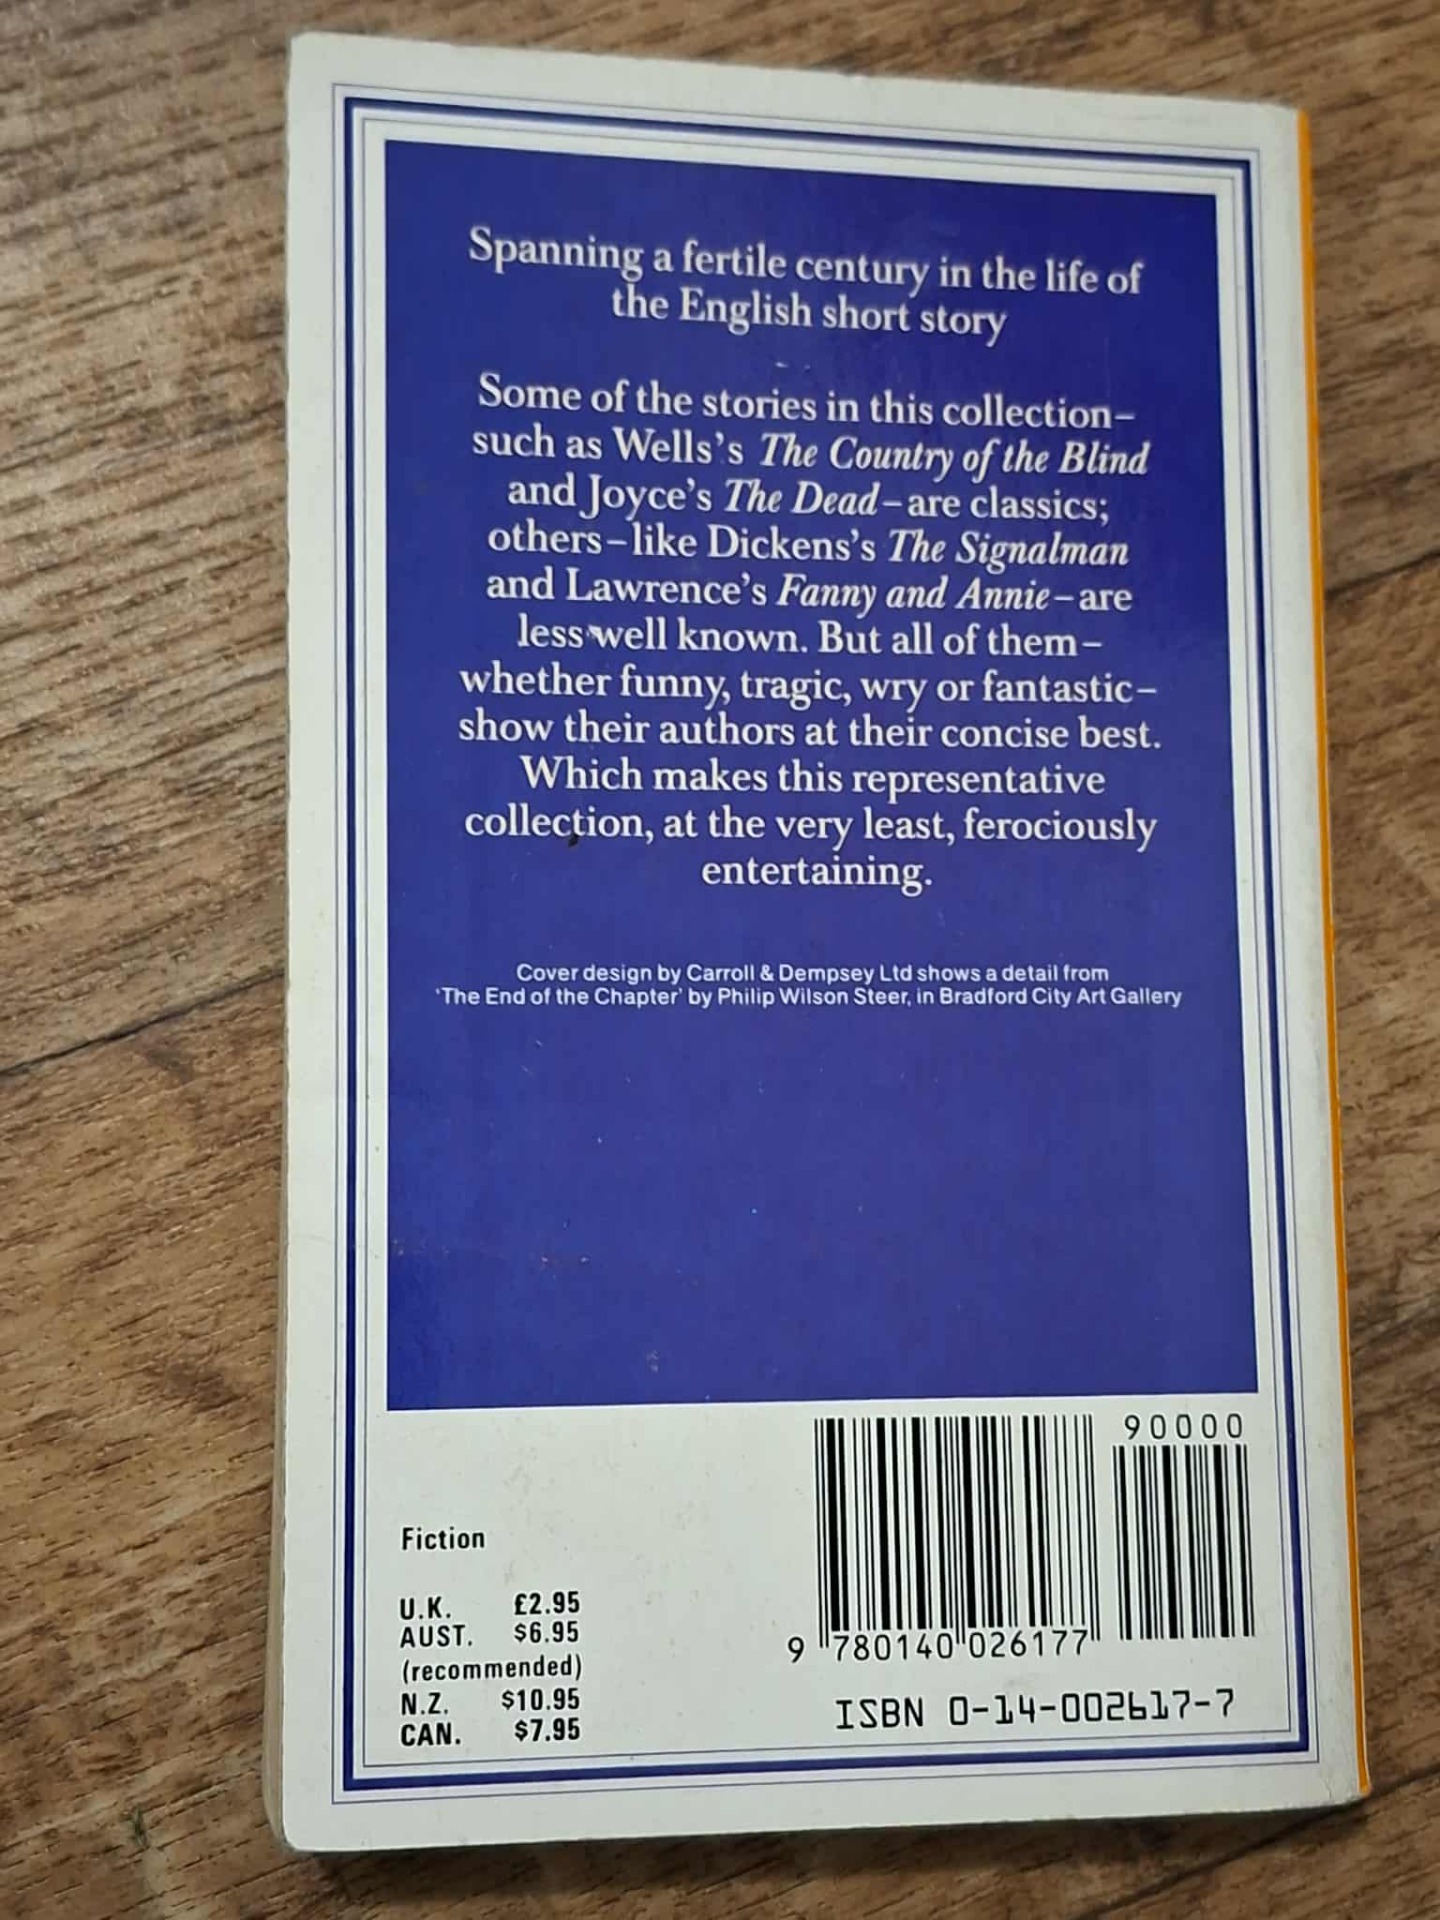 Spanning a fertile century in the life of
the English short story
Some of the stories in this collection–
such as Wells's The Country of the Blind
and Joyce's The Dead–are classics;
others–like Dickens's The Signalman
and Lawrence's Fanny and Annie–are
less well known. But all of them–
whether funny, tragic, wry or fantastic–
show their authors at their concise best.
Which makes this representative
collection, at the very least, ferociously
entertaining.
Cover design by Carroll & Dempsey Ltd shows a detail from
'The End of the Chapter' by Philip Wilson Steer, in Bradford City Art Gallery
Fiction
U.K. £2.95
AUST. $6.95
(recommended)
N.Z. $10.95
CAN. $7.95
90000
9 780140 026177
ISBN 0-14-002617-7